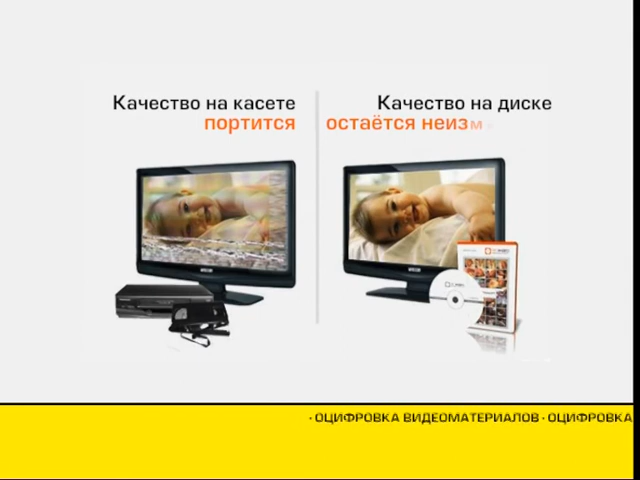 Качество на касете
портится
Качество на диске
остаётся неизм
· ОЦИФРОВКА ВИДЕОМАТЕРИАЛОВ · ОЦИФРОВКА